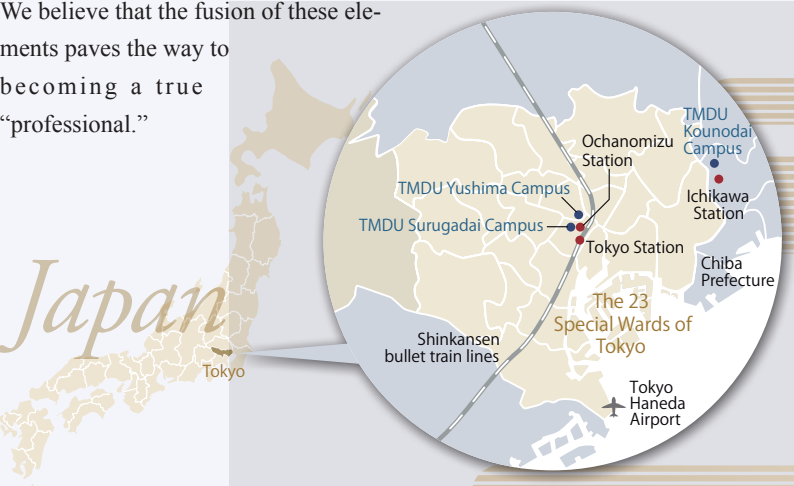 We believe that the fusion of these ele-
ments paves the way to
becoming a true
“professional.”
Japan
Tokyo
TMDU
Kounodai
Campus
Ochanomizu
Station
TMDU Yushima Campus
Ichikawa
Station
TMDU Surugadai Campus
Tokyo Station
Chiba
Prefecture
The 23
Special Wards of
Tokyo
Shinkansen
bullet train lines
Tokyo
Haneda
Airport